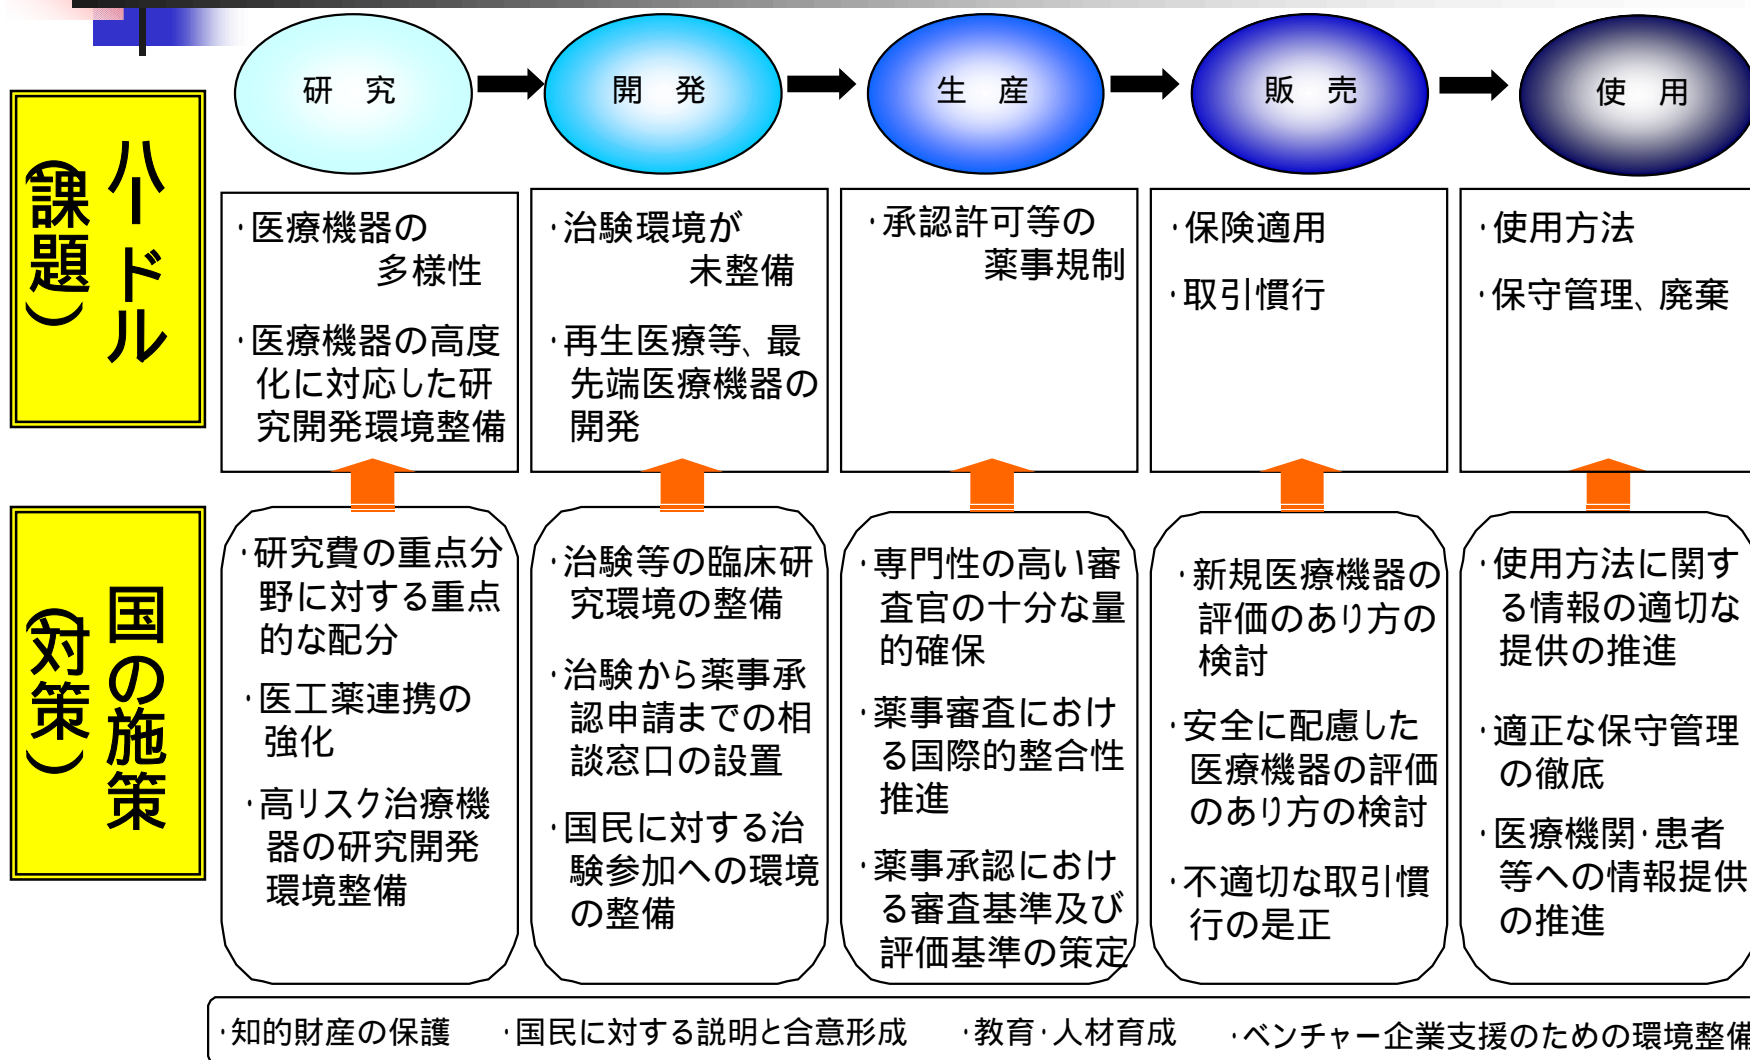 研 究
開 発
生 産
販 売
使 用
ハードル
(課題)
・医療機器の
多様性
・医療機器の高度
化に対応した研
究開発環境整備
・治験環境が
未整備
・再生医療等、最
先端医療機器の
開発
・承認許可等の
薬事規制
・保険適用
・取引慣行
・使用方法
・保守管理、廃棄
国の施策
(対策)
・研究費の重点分
野に対する重点
的な配分
・医工薬連携の
強化
・高リスク治療機
器の研究開発
環境整備
・治験等の臨床研
究環境の整備
・治験から薬事承
認申請までの相
談窓口の設置
・国民に対する治
験参加への環境
の整備
・専門性の高い審
査官の十分な量
的確保
・薬事審査におけ
る国際的整合性
推進
・薬事承認におけ
る審査基準及び
評価基準の策定
・新規医療機器の
評価のあり方の
検討
・安全に配慮した
医療機器の評価
のあり方の検討
・不適切な取引慣
行の是正
・使用方法に関す
る情報の適切な
提供の推進
・適正な保守管理
の徹底
・医療機関・患者
等への情報提供
の推進
・知的財産の保護 ・国民に対する説明と合意形成 ・教育・人材育成 ・ベンチャー企業支援のための環境整備